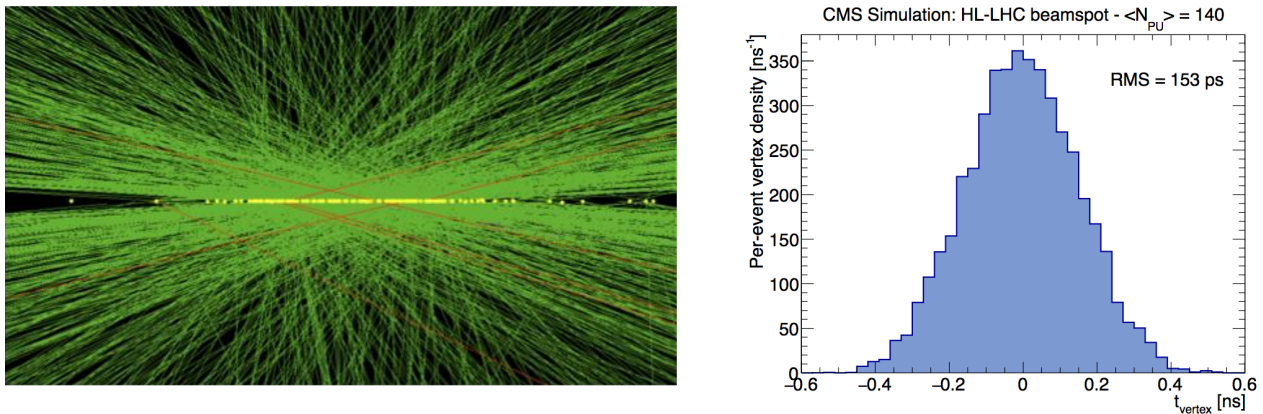 CMS Simulation: HL-LHC beamspot - <N_PU> = 140
RMS = 153 ps
Per-event vertex density [ns⁻¹]
350
300
250
200
150
100
50
0
−0.6 −0.4 −0.2 0 0.2 0.4 0.6
t_vertex [ns]